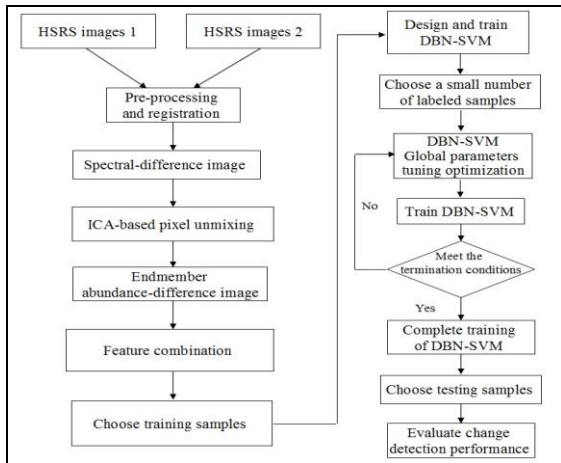 HSRS images 1
HSRS images 2
Pre-processing
and registration
Spectral-difference image
ICA-based pixel unmixing
Endmember
abundance-difference image
Feature combination
Choose training samples
Design and train
DBN-SVM
Choose a small number
of labeled samples
DBN-SVM
Global parameters
tuning optimization
No
Train DBN-SVM
Meet the
termination conditions
Yes
Complete training
of DBN-SVM
Choose testing samples
Evaluate change
detection performance